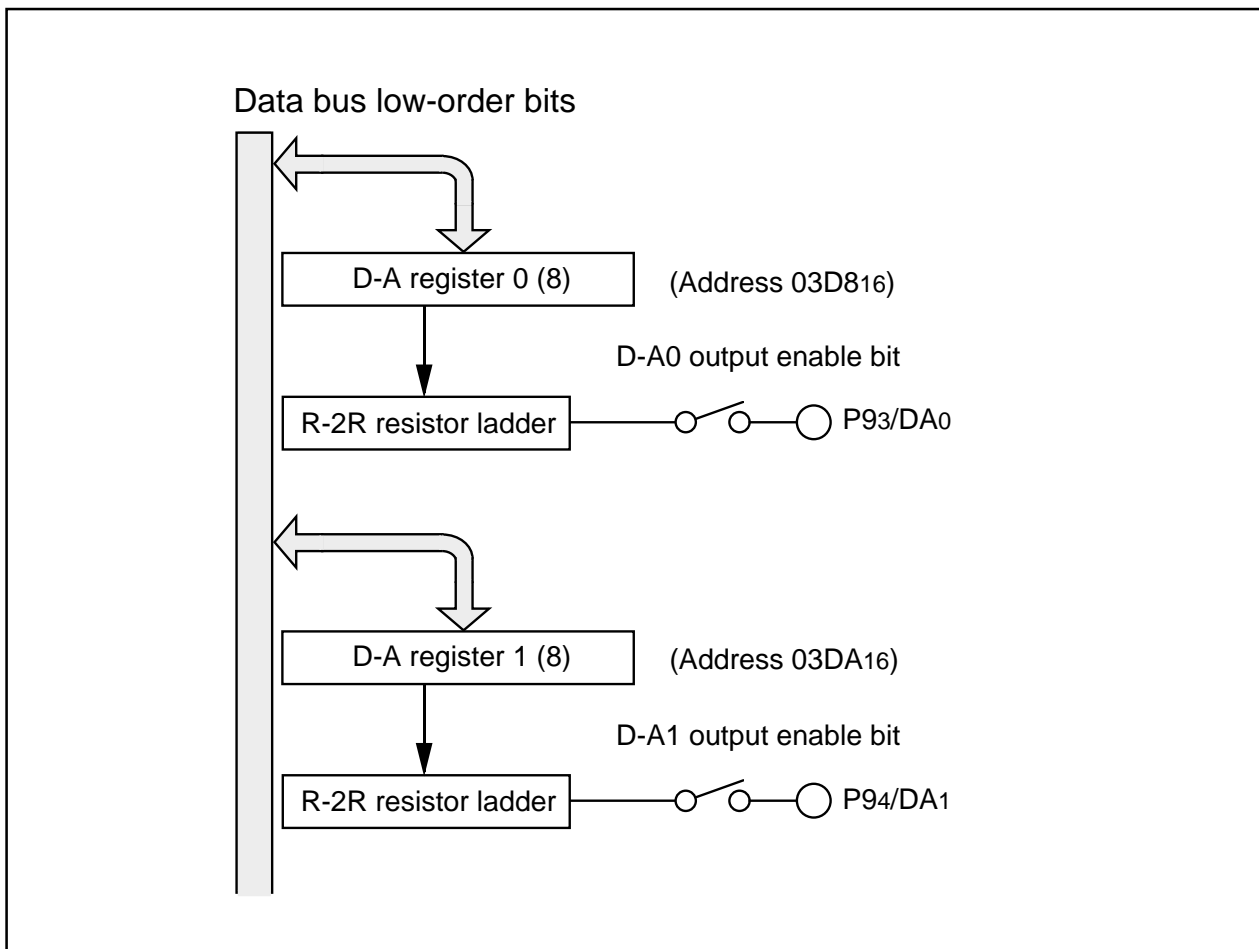 Data bus low-order bits
D-A register 0 (8)
(Address 03D816)
D-A0 output enable bit
R-2R resistor ladder
P93/DA0
D-A register 1 (8)
(Address 03DA16)
D-A1 output enable bit
R-2R resistor ladder
P94/DA1